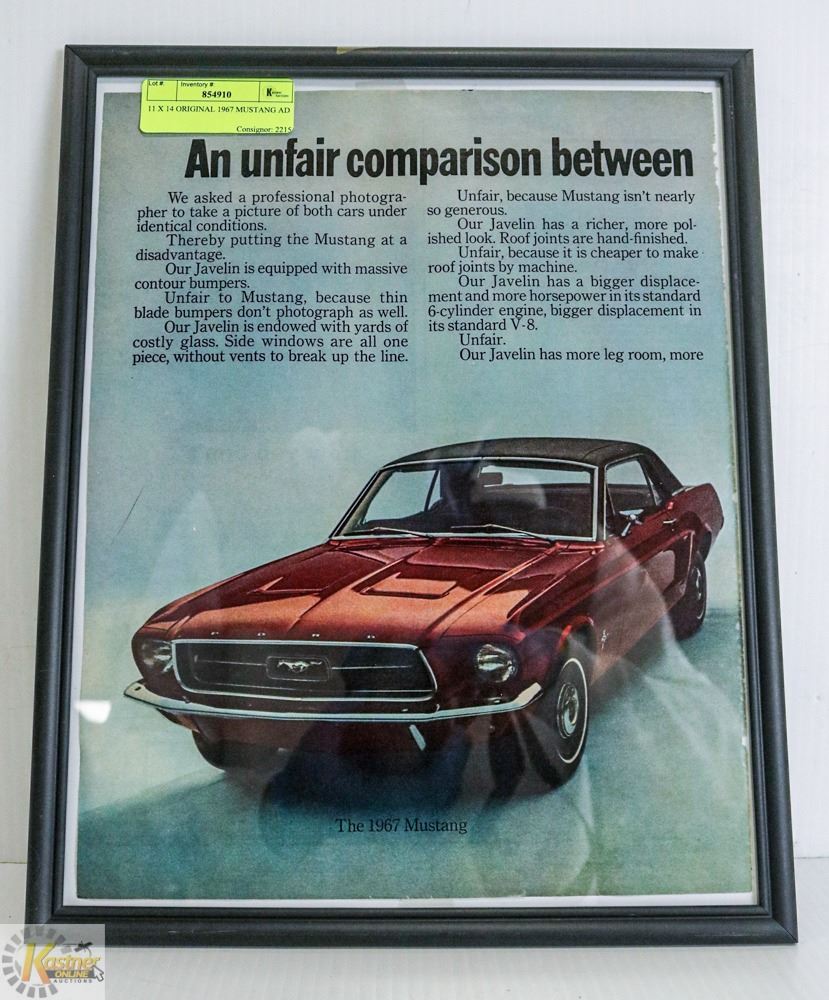 Lot #:
Inventory #
854910
Kastner
Auctions
11 X 14 ORIGINAL 1967 MUSTANG AD
Consignor: 2215
An unfair comparison between
We asked a professional photogra-
pher to take a picture of both cars under
identical conditions.
Thereby putting the Mustang at a
disadvantage.
Our Javelin is equipped with massive
contour bumpers.
Unfair to Mustang, because thin
blade bumpers don't photograph as well.
Our Javelin is endowed with yards of
costly glass. Side windows are all one
piece, without vents to break up the line.
Unfair, because Mustang isn't nearly
so generous.
Our Javelin has a richer, more pol-
ished look. Roof joints are hand-finished.
Unfair, because it is cheaper to make
roof joints by machine.
Our Javelin has a bigger displace-
ment and more horsepower in its standard
6-cylinder engine, bigger displacement in
its standard V-8.
Unfair.
Our Javelin has more leg room, more
FORD
The 1967 Mustang
Kastner
ONLINE
AUCTIONS